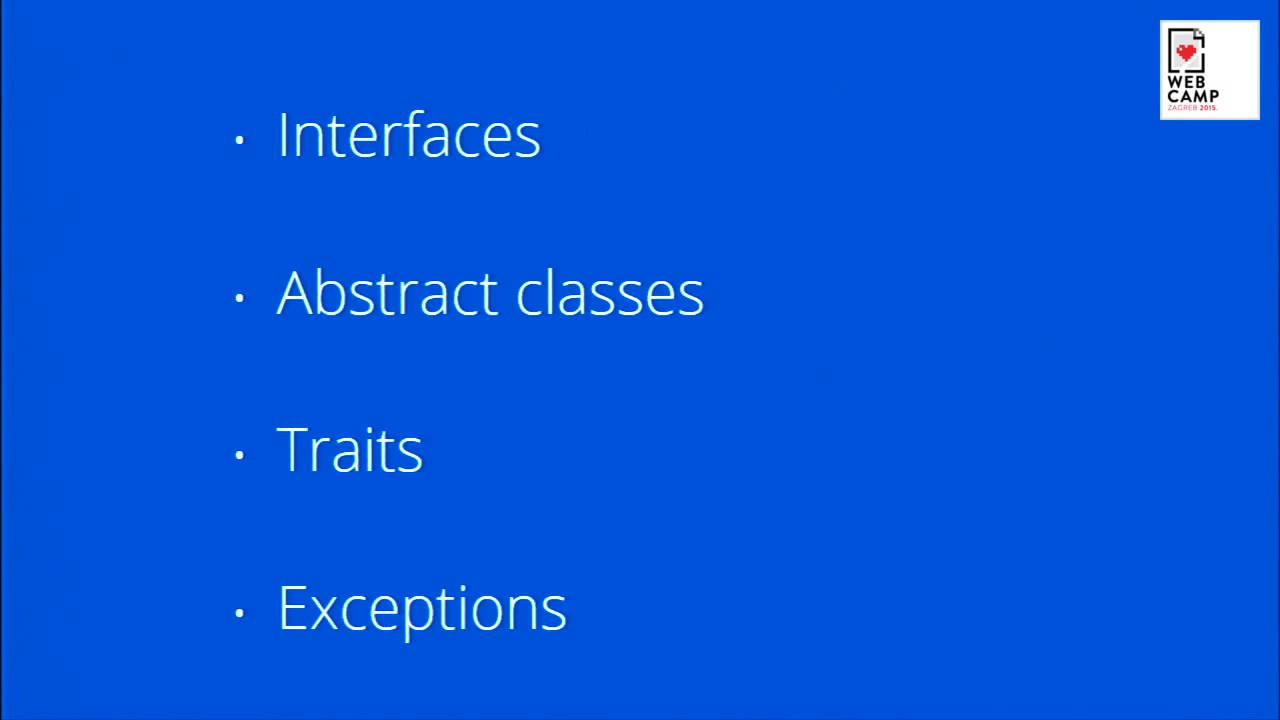 WEB
CAMP
ZAGREB 2015.
• Interfaces
• Abstract classes
• Traits
• Exceptions